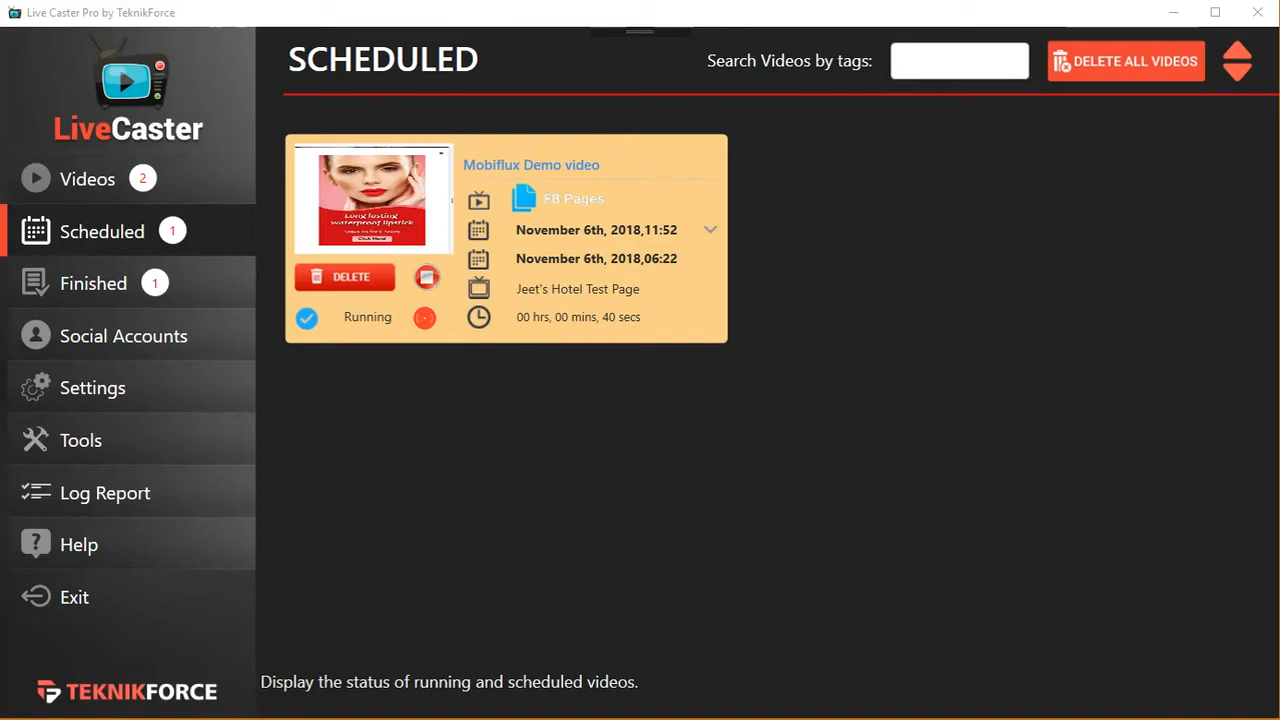 Live Caster Pro by TeknikForce
LiveCaster
Videos 2
Scheduled 1
Finished 1
Social Accounts
Settings
Tools
Log Report
Help
Exit
TEKNIKFORCE
SCHEDULED
Search Videos by tags:
DELETE ALL VIDEOS
Long lasting
waterproof lipstick
Click Here!
DELETE
Running
Mobiflux Demo video
FB Pages
November 6th, 2018,11:52
November 6th, 2018,06:22
Jeet's Hotel Test Page
00 hrs, 00 mins, 40 secs
Display the status of running and scheduled videos.